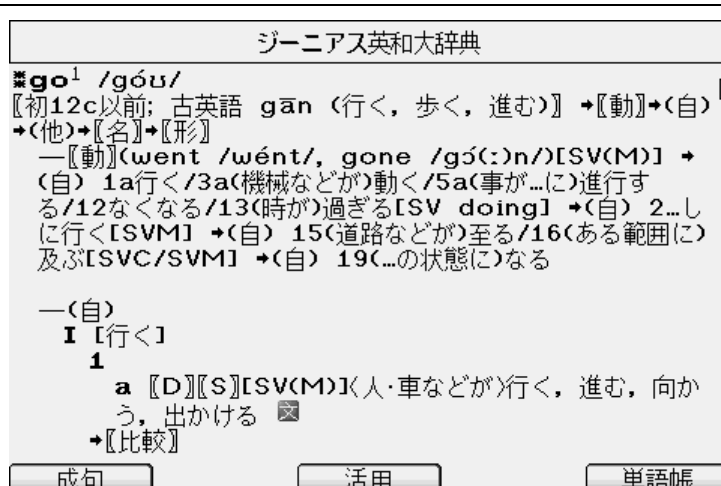 ジーニアス英和大辞典
⁑go¹ /góʊ/
〖初12c以前; 古英語 gān (行く, 歩く, 進む)〗 →〖動〗→(自)
→(他)→〖名〗→〖形〗
—〖動〗(went /wént/, gone /gɔ́(:)n/)[SV(M)] →
(自) 1a行く/3a(機械などが)動く/5a(事が…に)進行す
る/12なくなる/13(時が)過ぎる[SV doing] →(自) 2…し
に行く[SVM] →(自) 15(道路などが)至る/16(ある範囲に)
及ぶ[SVC/SVM] →(自) 19(…の状態に)なる
—(自)
I [行く]
1
a 〖D〗〖S〗[SV(M)]〈人・車などが〉行く, 進む, 向か
う, 出かける 文
→〖比較〗
成句 活用 単語帳